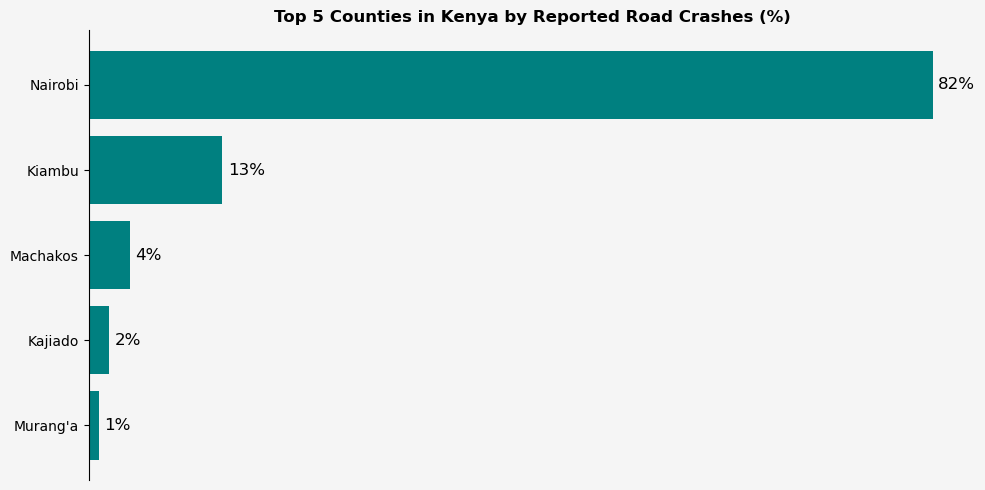 Top 5 Counties in Kenya by Reported Road Crashes (%)
Nairobi 82%
Kiambu 13%
Machakos 4%
Kajiado 2%
Murang'a 1%